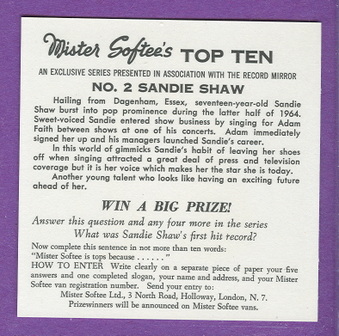 Mister Softee's TOP TEN
AN EXCLUSIVE SERIES PRESENTED IN ASSOCIATION WITH THE RECORD MIRROR
NO. 2 SANDIE SHAW
Hailing from Dagenham, Essex, seventeen-year-old Sandie
Shaw burst into pop prominence during the latter half of 1964.
Sweet-voiced Sandie entered show business by singing for Adam
Faith between shows at one of his concerts. Adam immediately
signed her up and his managers launched Sandie's career.
In this world of gimmicks Sandie's habit of leaving her shoes
off when singing attracted a great deal of press and television
coverage but it is her voice which makes her the star she is today.
Another young talent who looks like having an exciting future
ahead of her.
WIN A BIG PRIZE!
Answer this question and any four more in the series
What was Sandie Shaw's first hit record?
Now complete this sentence in not more than ten words:
"Mister Softee is tops because . . . . . ."
HOW TO ENTER Write clearly on a separate piece of paper your five
answers and one completed slogan, your name and address, and your Mister
Softee van registration number. Send your entry to:
Mister Softee Ltd., 3 North Road, Holloway, London, N. 7.
Prizewinners will be announced on Mister Softee vans.